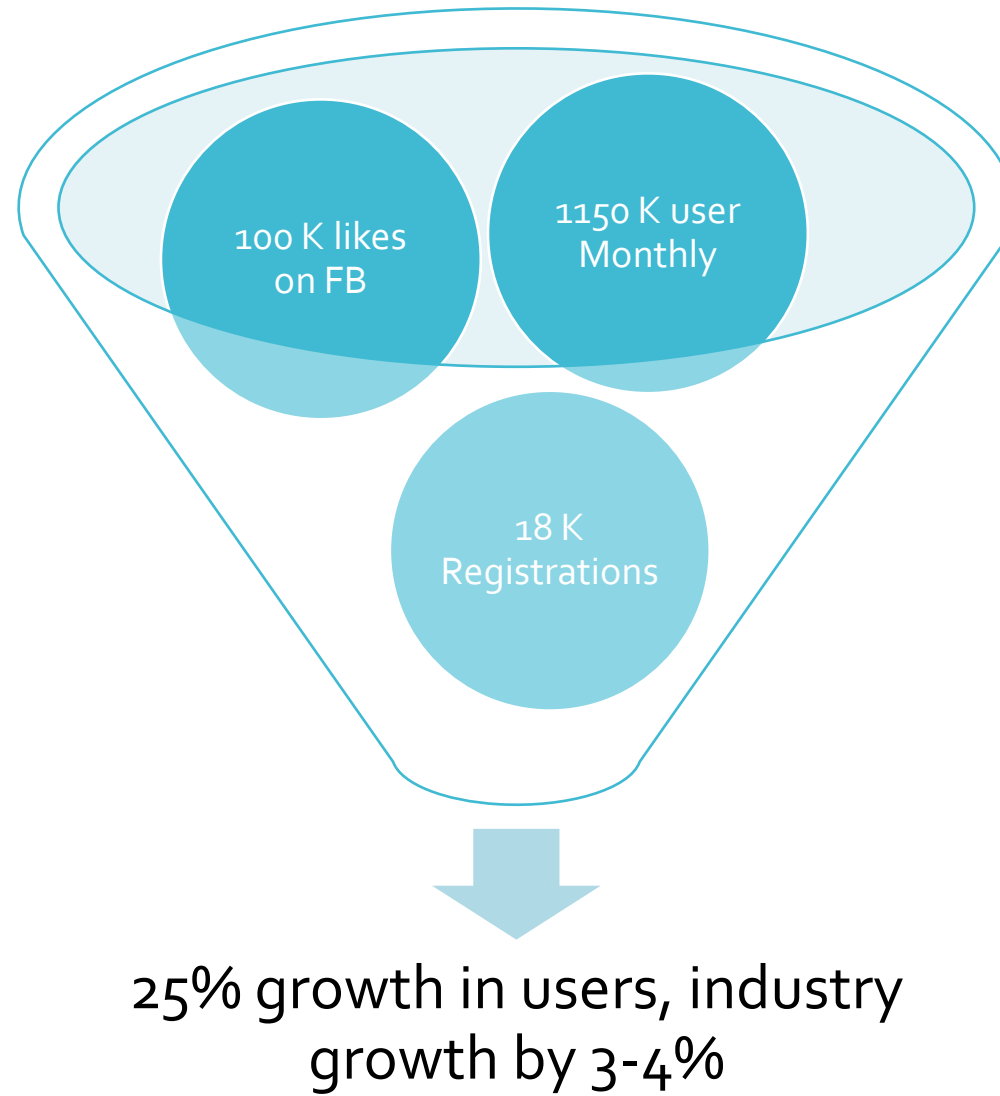 100 K likes
on FB
1150 K user
Monthly
18 K
Registrations
25% growth in users, industry
growth by 3-4%